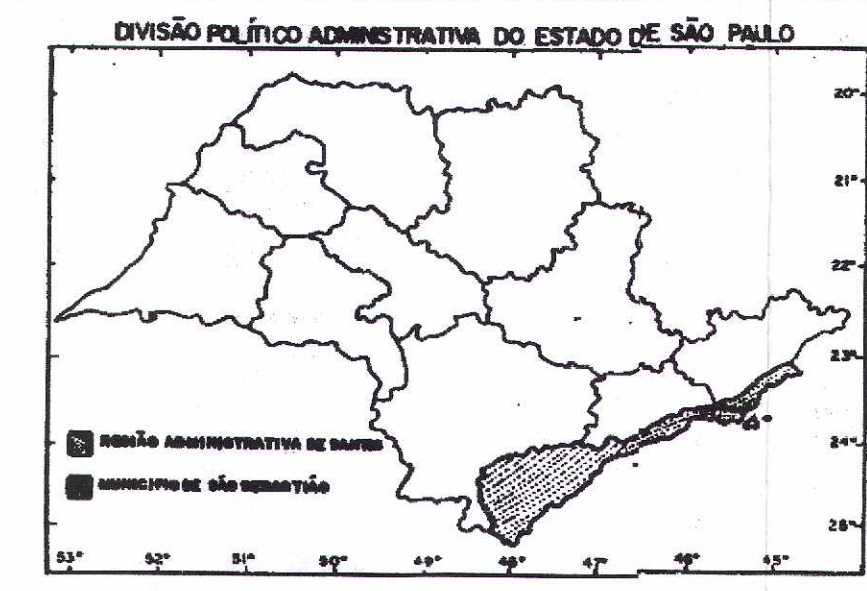 DIVISÃO POLÍTICO ADMINISTRATIVA DO ESTADO DE SÃO PAULO
20°
21°
22°
23°
24°
25°
REGIÃO ADMINISTRATIVA DE SANTOS
MUNICIPIO DE SÃO SEBASTIÃO
53° 52° 51° 50° 49° 48° 47° 46° 45°